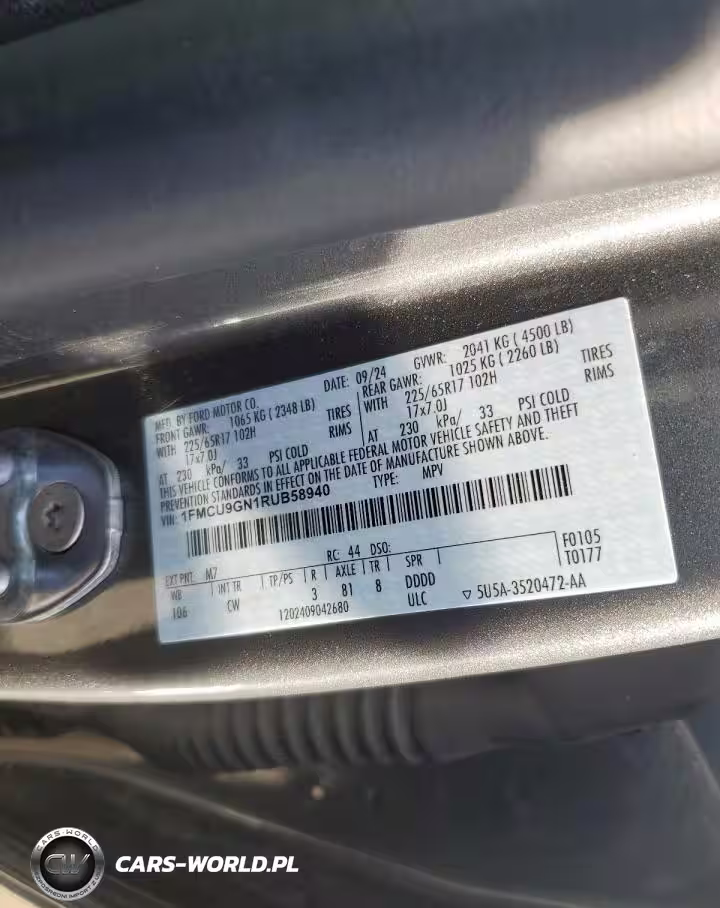 MFD. BY FORD MOTOR CO. DATE: 09/24 GVWR: 2041 KG ( 4500 LB)
FRONT GAWR: 1065 KG ( 2348 LB) REAR GAWR: 1025 KG ( 2260 LB)
WITH 225/65R17 102H TIRES WITH 225/65R17 102H TIRES
17x7.0J RIMS 17x7.0J RIMS
AT 230 kPa/ 33 PSI COLD AT 230 kPa/ 33 PSI COLD
THIS VEHICLE CONFORMS TO ALL APPLICABLE FEDERAL MOTOR VEHICLE SAFETY AND THEFT
PREVENTION STANDARDS IN EFFECT ON THE DATE OF MANUFACTURE SHOWN ABOVE.
VIN: 1FMCU9GN1RUB58940 TYPE: MPV
F0105
T0177
EXT PNT: M7 RC: 44 DSO:
WB INT TR TP/PS R AXLE TR SPR
106 CW 3 81 8 DDDD
1202409042680 ULC ▽ 5U5A-3520472-AA
CARS-WORLD
CW
CARS-WORLD.PL